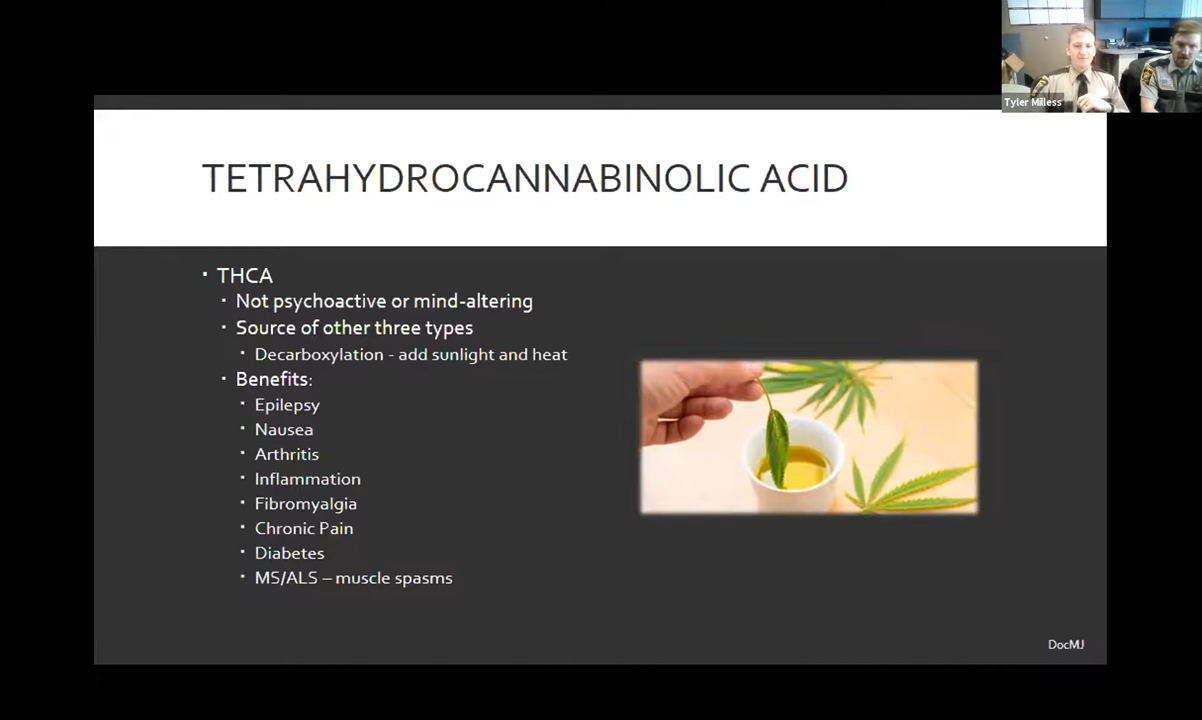 Tyler Milless
TETRAHYDROCANNABINOLIC ACID
▪ THCA
▪ Not psychoactive or mind-altering
▪ Source of other three types
▪ Decarboxylation - add sunlight and heat
▪ Benefits:
▪ Epilepsy
▪ Nausea
▪ Arthritis
▪ Inflammation
▪ Fibromyalgia
▪ Chronic Pain
▪ Diabetes
▪ MS/ALS – muscle spasms
DocMJ